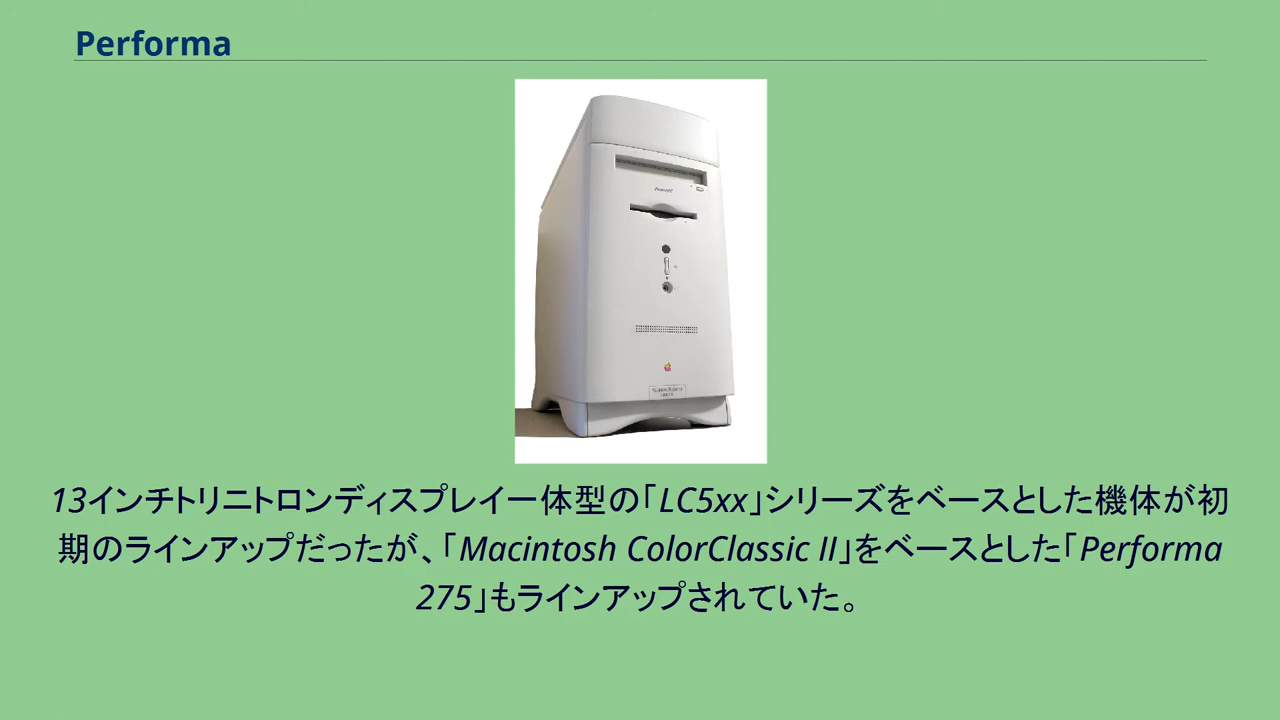 Performa
13インチトリニトロンディスプレイ一体型の「LC5xx」シリーズをベースとした機体が初
期のラインアップだったが、「Macintosh ColorClassic II」をベースとした「Performa
275」もラインアップされていた。